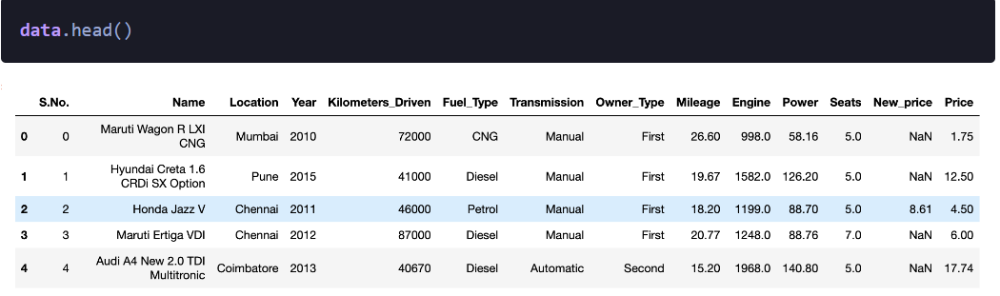 data.head()
S.No. Name Location Year Kilometers_Driven Fuel_Type Transmission Owner_Type Mileage Engine Power Seats New_price Price
0 0 Maruti Wagon R LXI CNG Mumbai 2010 72000 CNG Manual First 26.60 998.0 58.16 5.0 NaN 1.75
1 1 Hyundai Creta 1.6 CRDi SX Option Pune 2015 41000 Diesel Manual First 19.67 1582.0 126.20 5.0 NaN 12.50
2 2 Honda Jazz V Chennai 2011 46000 Petrol Manual First 18.20 1199.0 88.70 5.0 8.61 4.50
3 3 Maruti Ertiga VDI Chennai 2012 87000 Diesel Manual First 20.77 1248.0 88.76 7.0 NaN 6.00
4 4 Audi A4 New 2.0 TDI Multitronic Coimbatore 2013 40670 Diesel Automatic Second 15.20 1968.0 140.80 5.0 NaN 17.74